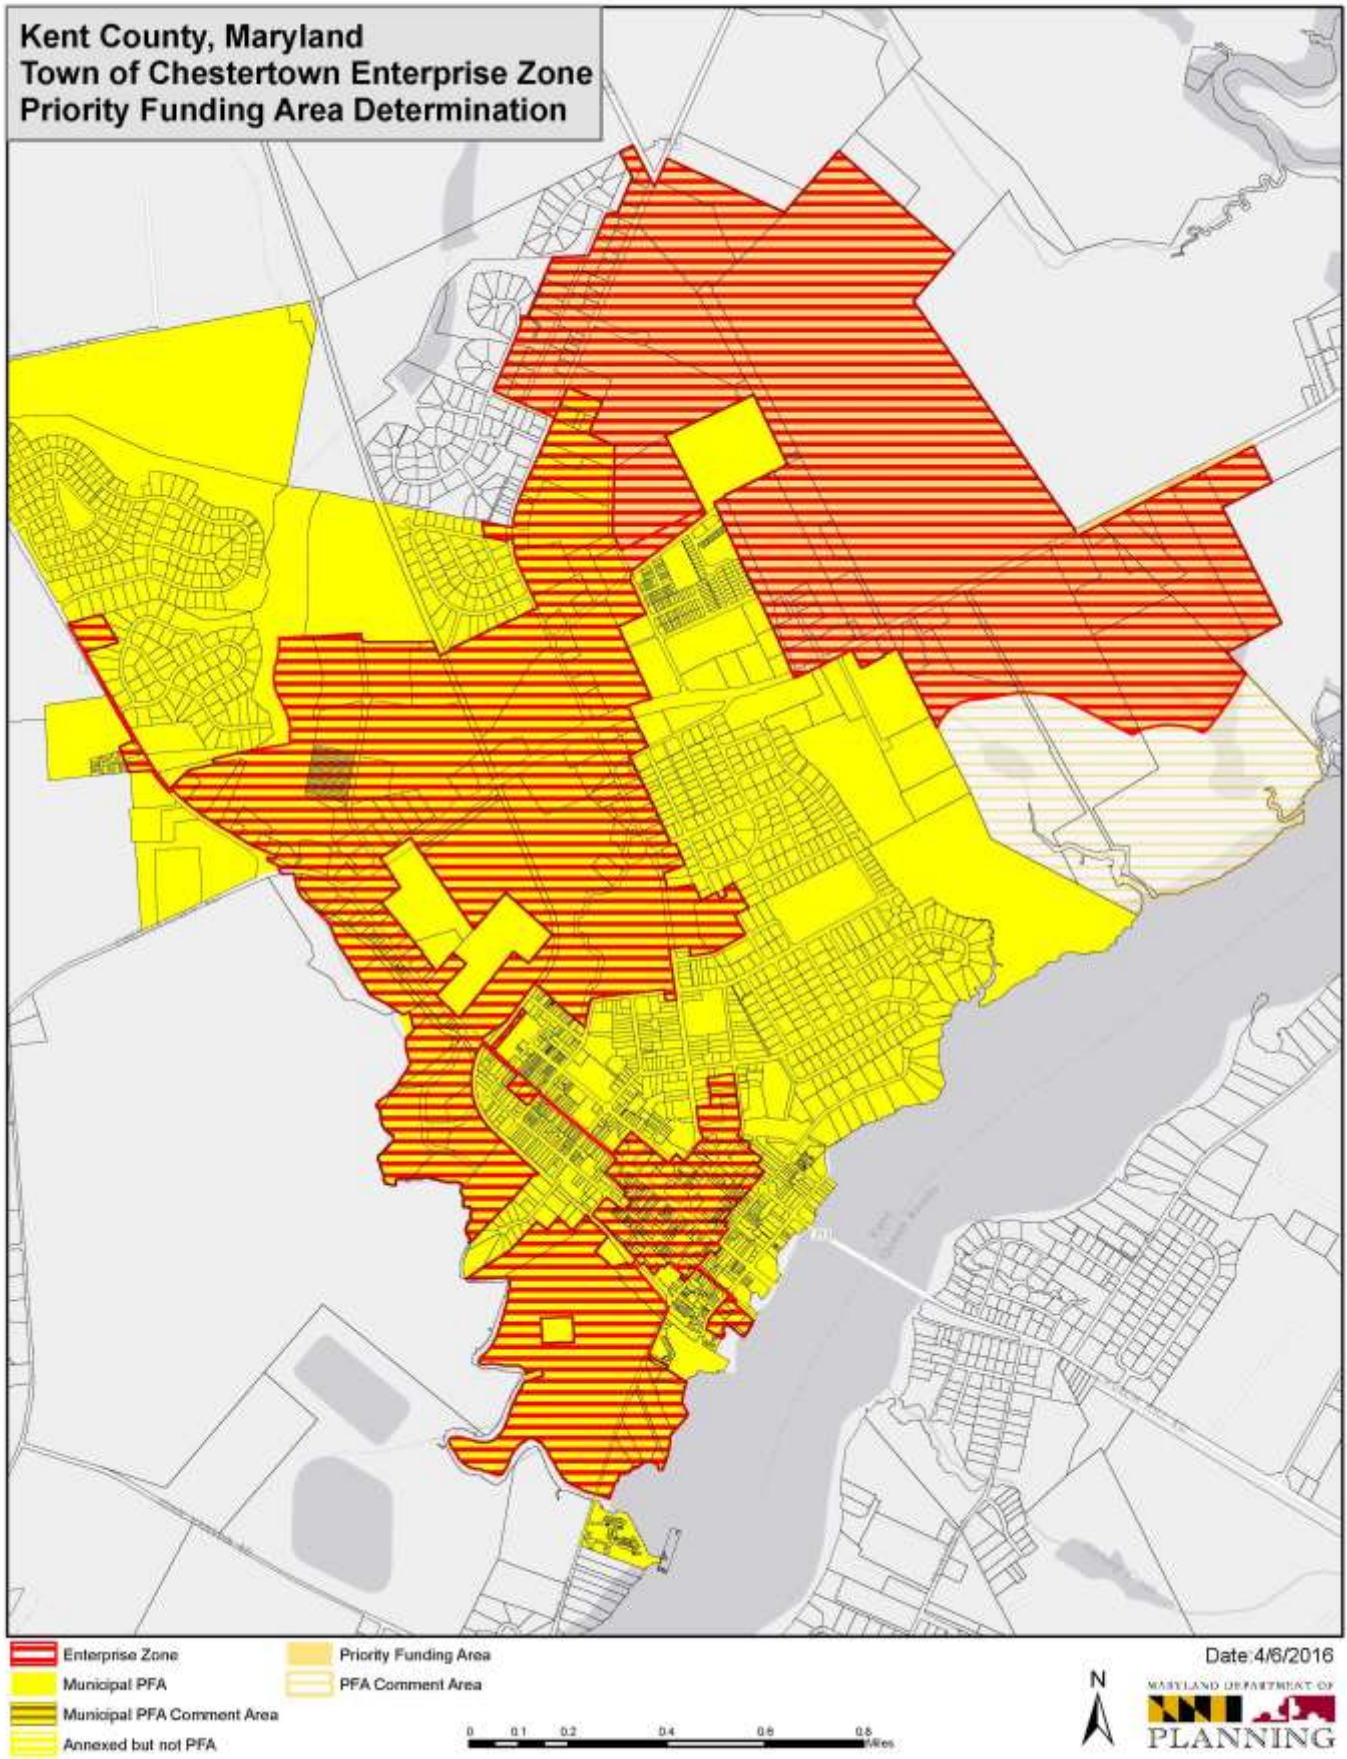 Kent County, Maryland
Town of Chestertown Enterprise Zone
Priority Funding Area Determination
Enterprise Zone
Municipal PFA
Municipal PFA Comment Area
Annexed but not PFA
Priority Funding Area
PFA Comment Area
0 0.1 0.2 0.4 0.6 0.8
Miles
N
Date:4/6/2016
MARYLAND DEPARTMENT OF
PLANNING